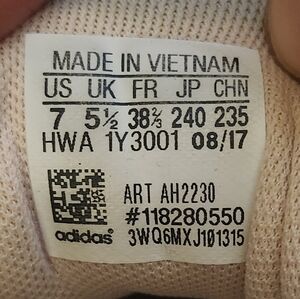 MADE IN VIETNAM
US UK FR JP CHN
7 5½ 38⅔ 240 235
HWA 1Y3001 08/17
ART AH2230
#118280550
adidas 3WQ6MXJ101315